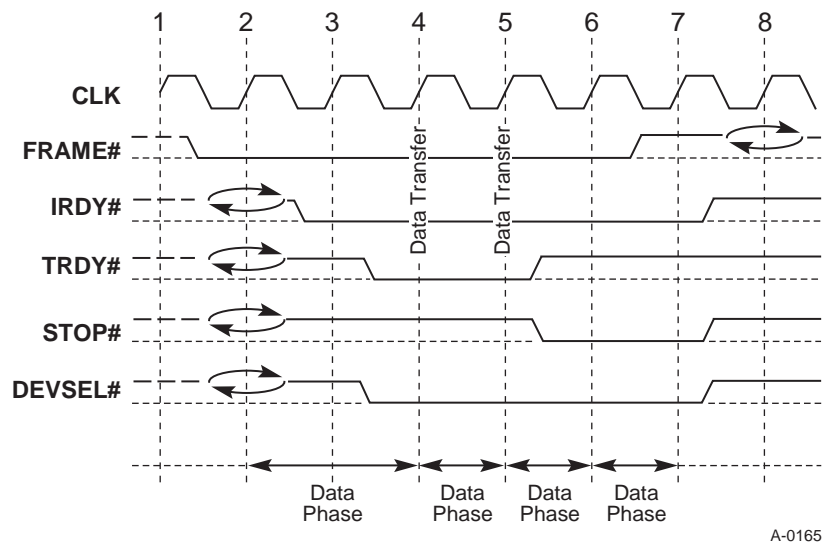 1 2 3 4 5 6 7 8
CLK
FRAME#
IRDY#
TRDY#
STOP#
DEVSEL#
Data Transfer
Data Transfer
Data
Phase
Data
Phase
Data
Phase
Data
Phase
A-0165